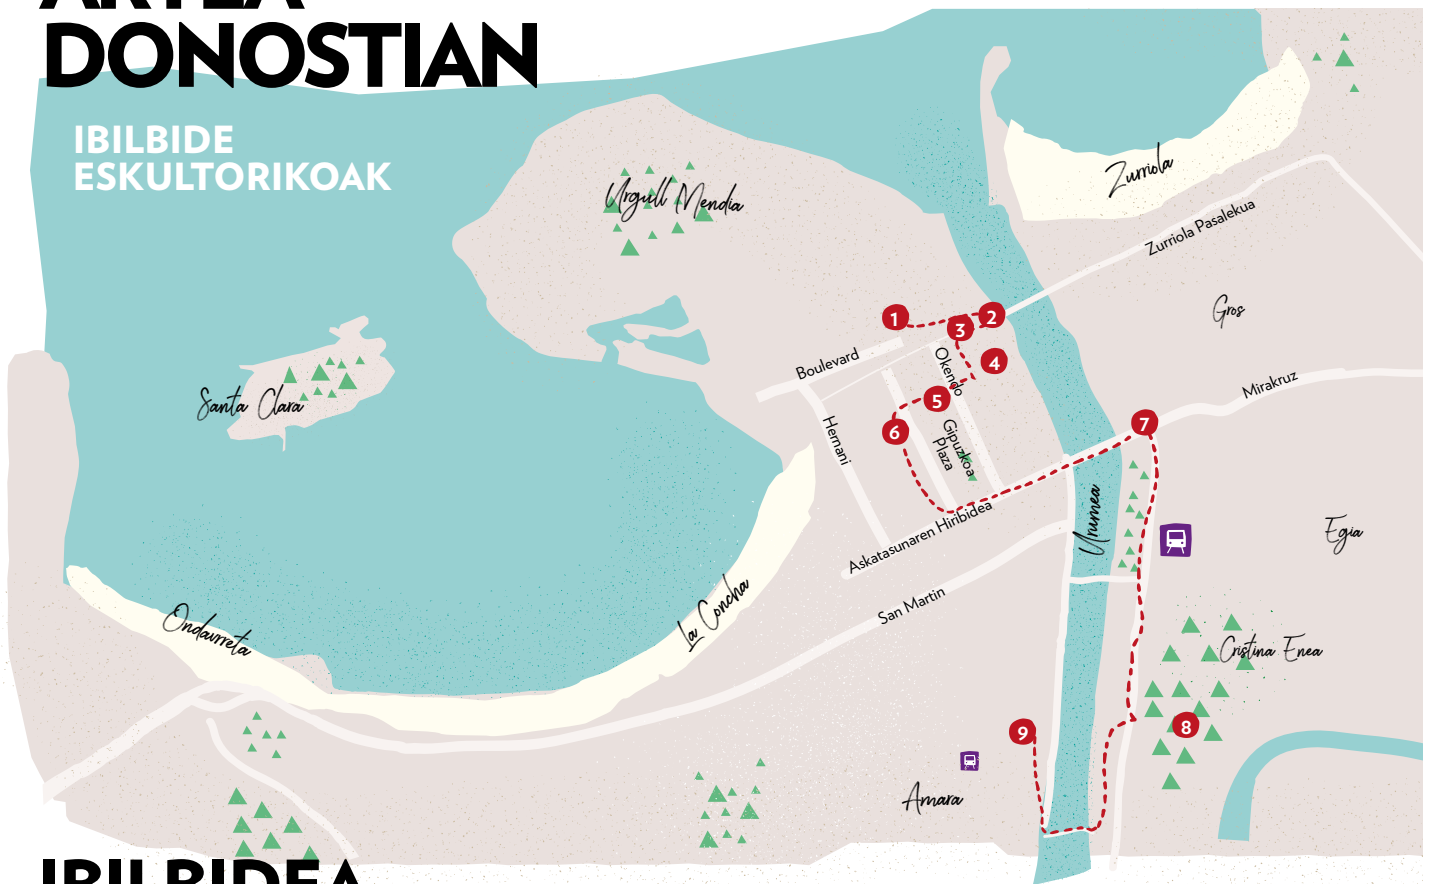 ARTEA
DONOSTIAN
IBILBIDE
ESKULTORIKOAK
Urgull Mendia
Zurriola
Zurriola Pasalekua
Gros
Santa Clara
Boulevard
Okendo
Hernani
Gipuzkoa
Plaza
Mirakruz
1
2
3
4
5
6
7
Askatasunaren Hiribidea
Urumea
Egia
San Martin
La Concha
Ondarreta
Cristina Enea
8
9
Amara
IBILBIDEA